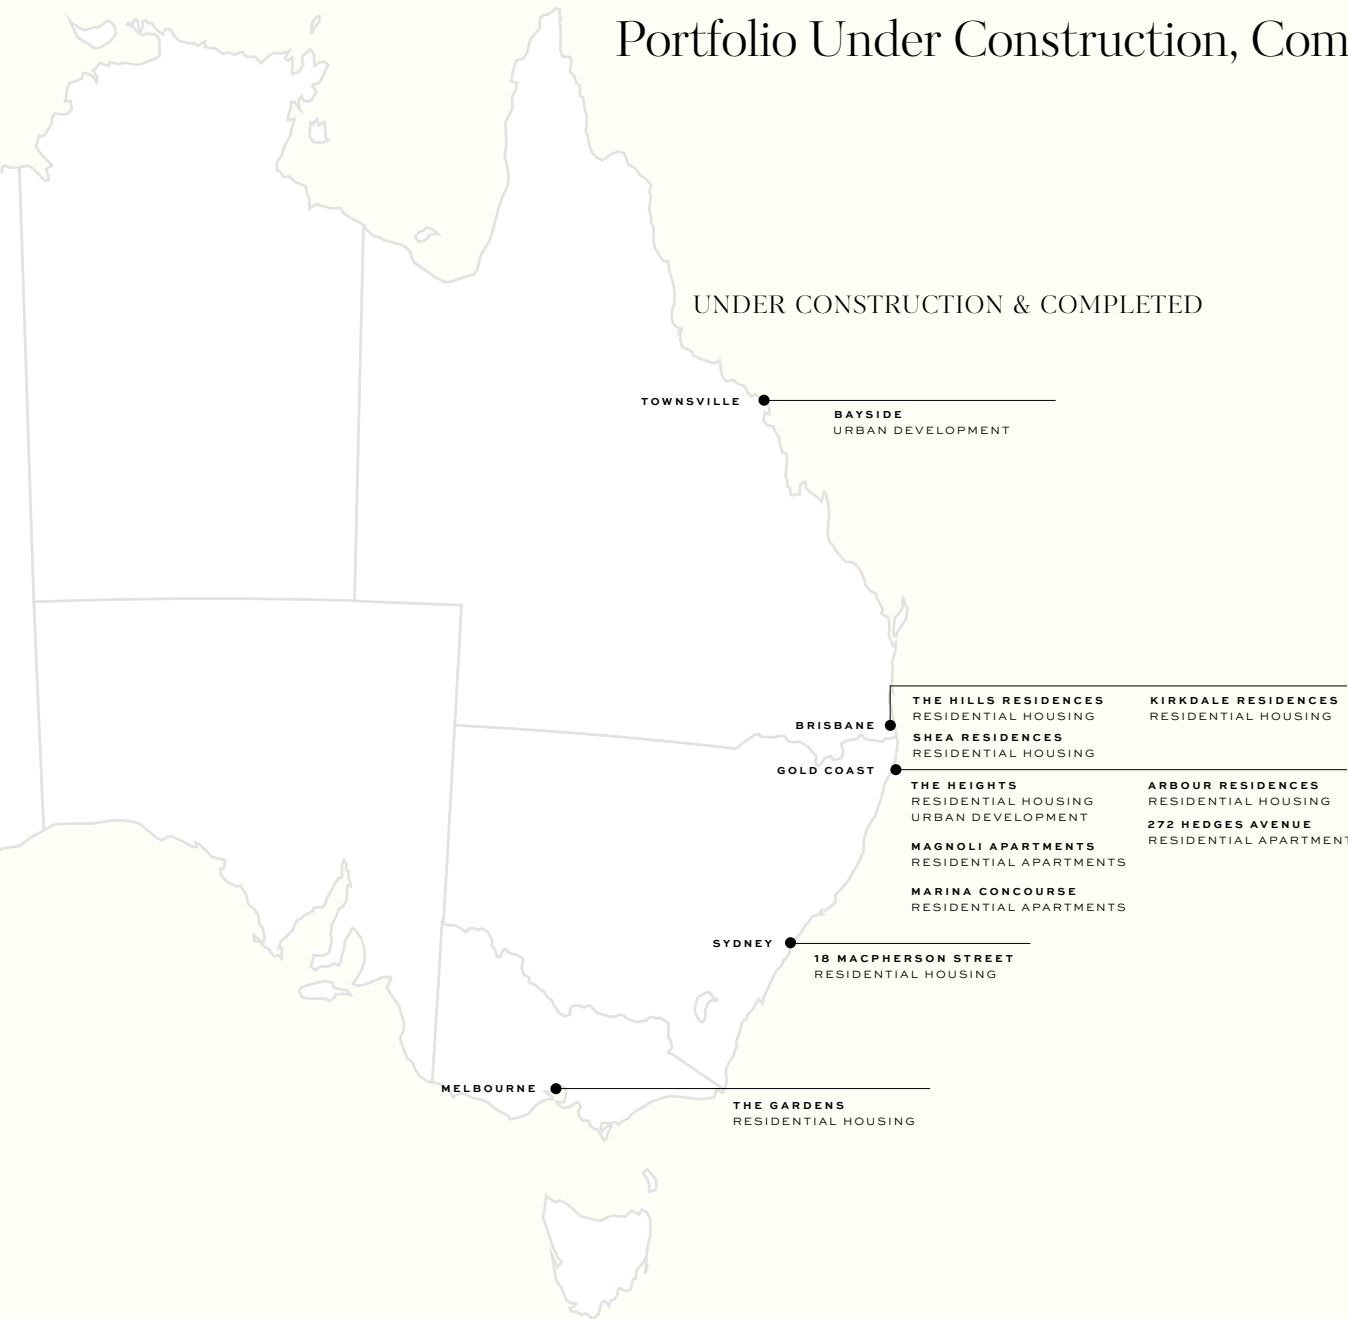 Portfolio Under Construction, Com
UNDER CONSTRUCTION & COMPLETED
TOWNSVILLE
BAYSIDE
URBAN DEVELOPMENT
BRISBANE
THE HILLS RESIDENCES
RESIDENTIAL HOUSING
SHEA RESIDENCES
RESIDENTIAL HOUSING
KIRKDALE RESIDENCES
RESIDENTIAL HOUSING
GOLD COAST
THE HEIGHTS
RESIDENTIAL HOUSING
URBAN DEVELOPMENT
MAGNOLI APARTMENTS
RESIDENTIAL APARTMENTS
MARINA CONCOURSE
RESIDENTIAL APARTMENTS
ARBOUR RESIDENCES
RESIDENTIAL HOUSING
272 HEDGES AVENUE
RESIDENTIAL APARTMENT
SYDNEY
18 MACPHERSON STREET
RESIDENTIAL HOUSING
MELBOURNE
THE GARDENS
RESIDENTIAL HOUSING